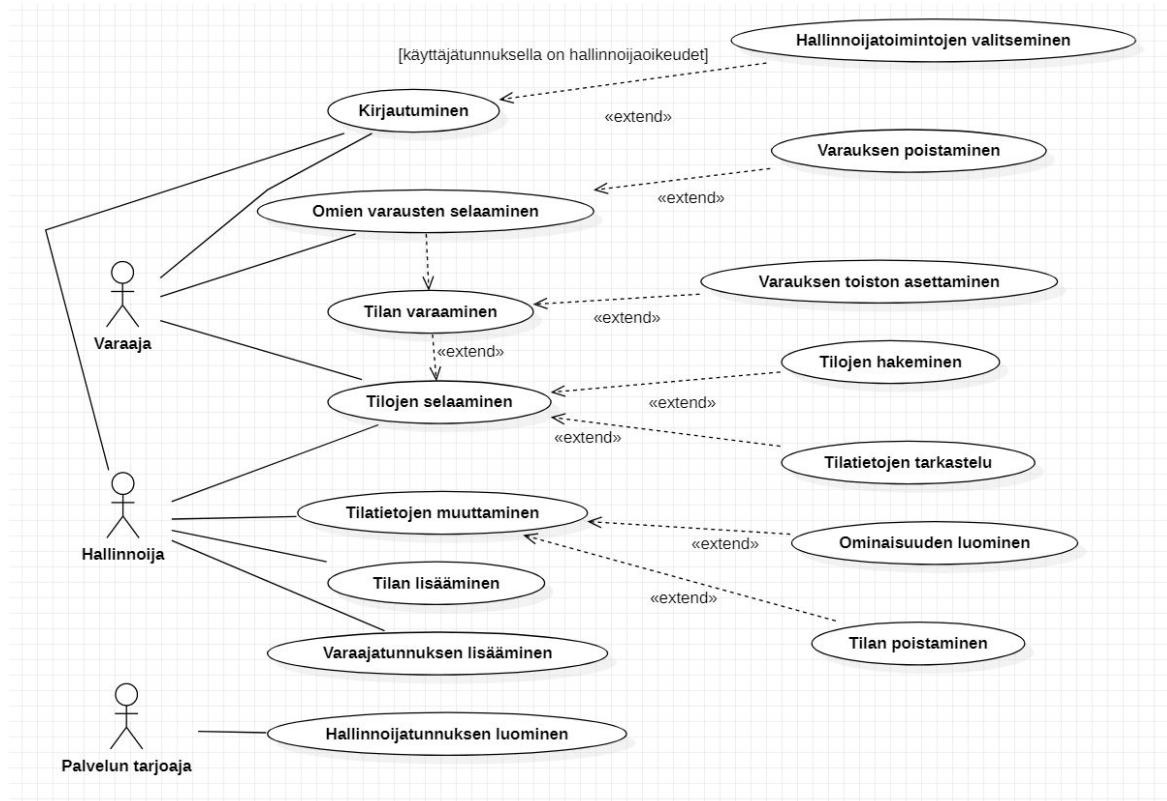 Hallinnoijatoimintojen valitseminen
[käyttäjätunnuksella on hallinnoijaoikeudet]
Kirjautuminen
«extend»
Varauksen poistaminen
«extend»
Omien varausten selaaminen
Varauksen toiston asettaminen
Tilan varaaminen
«extend»
Varaaja
«extend»
Tilojen hakeminen
Tilojen selaaminen
«extend»
«extend»
Tilatietojen tarkastelu
Tilatietojen muuttaminen
Hallinnoija
«extend»
Ominaisuuden luominen
Tilan lisääminen
«extend»
Tilan poistaminen
Varaajatunnuksen lisääminen
Hallinnoijatunnuksen luominen
Palvelun tarjoaja